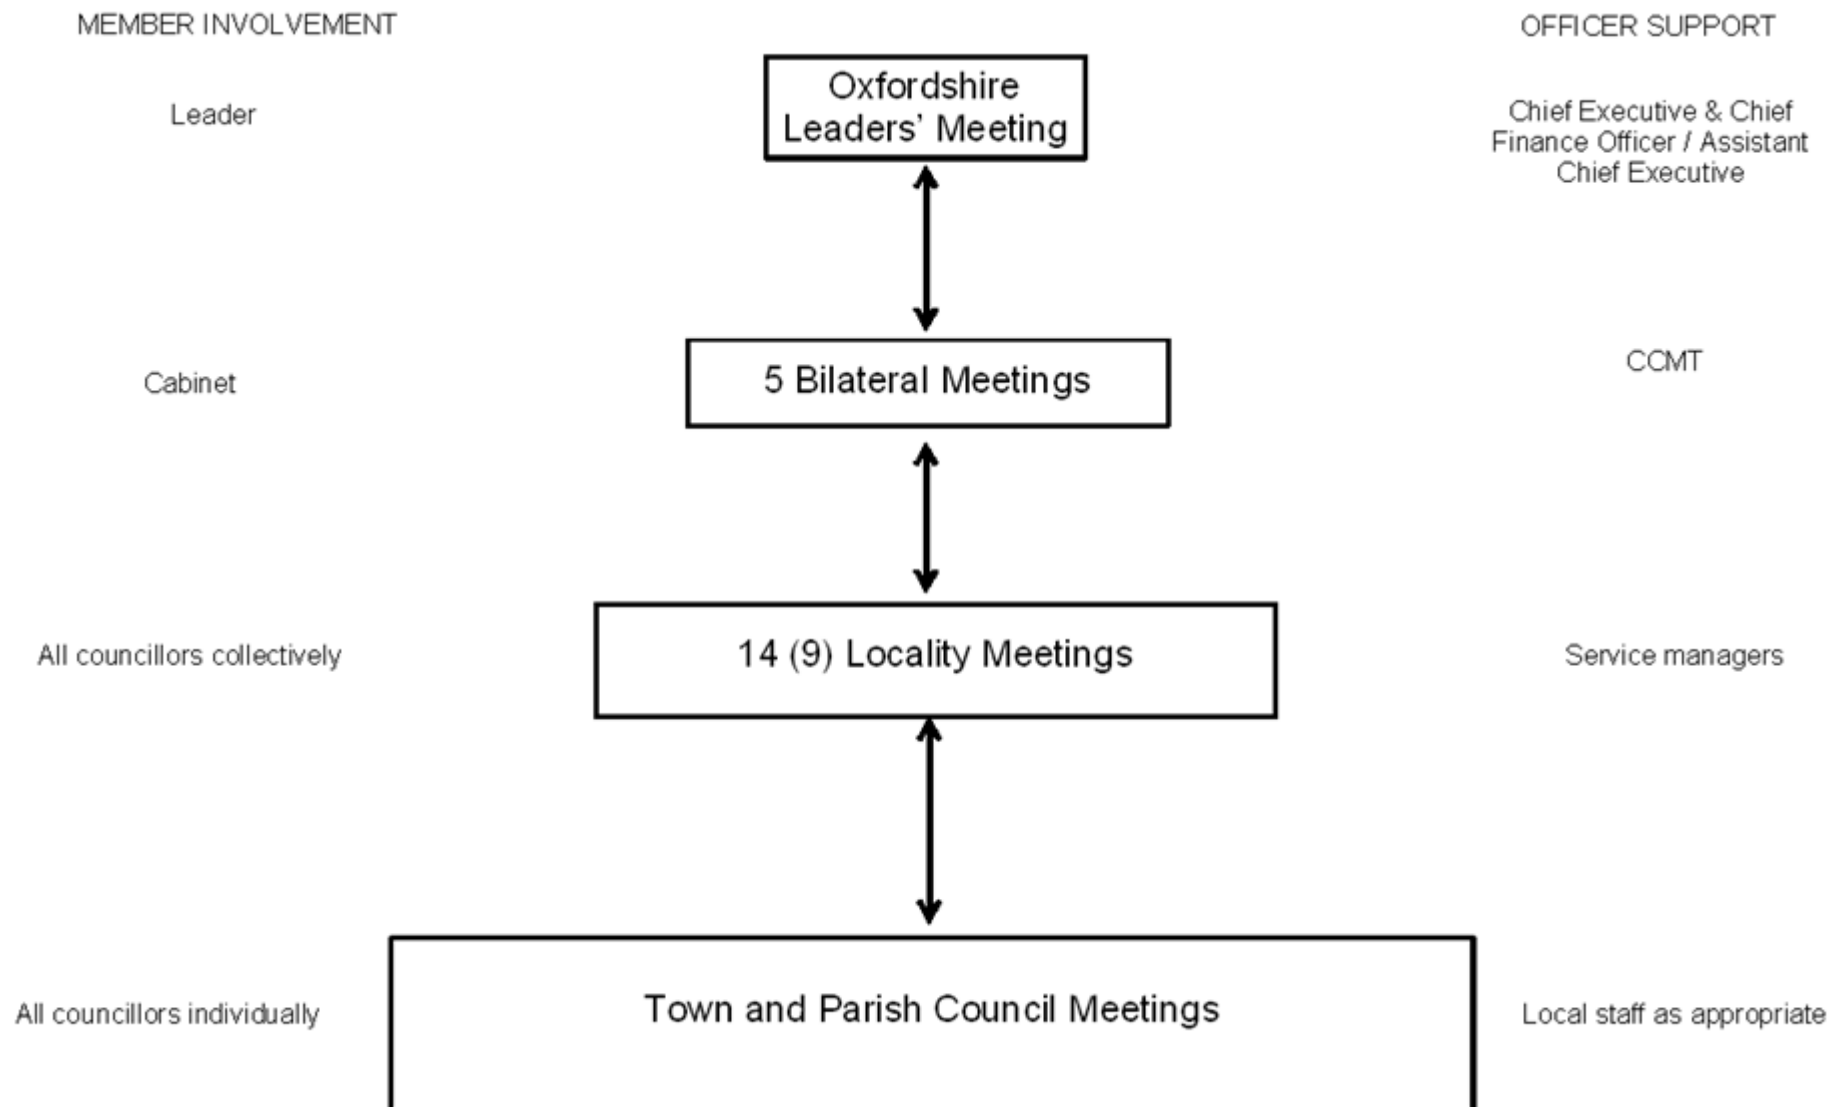 MEMBER INVOLVEMENT
OFFICER SUPPORT
Leader
Oxfordshire
Leaders' Meeting
Chief Executive & Chief
Finance Officer / Assistant
Chief Executive
Cabinet
5 Bilateral Meetings
CCMT
All councillors collectively
14 (9) Locality Meetings
Service managers
All councillors individually
Town and Parish Council Meetings
Local staff as appropriate